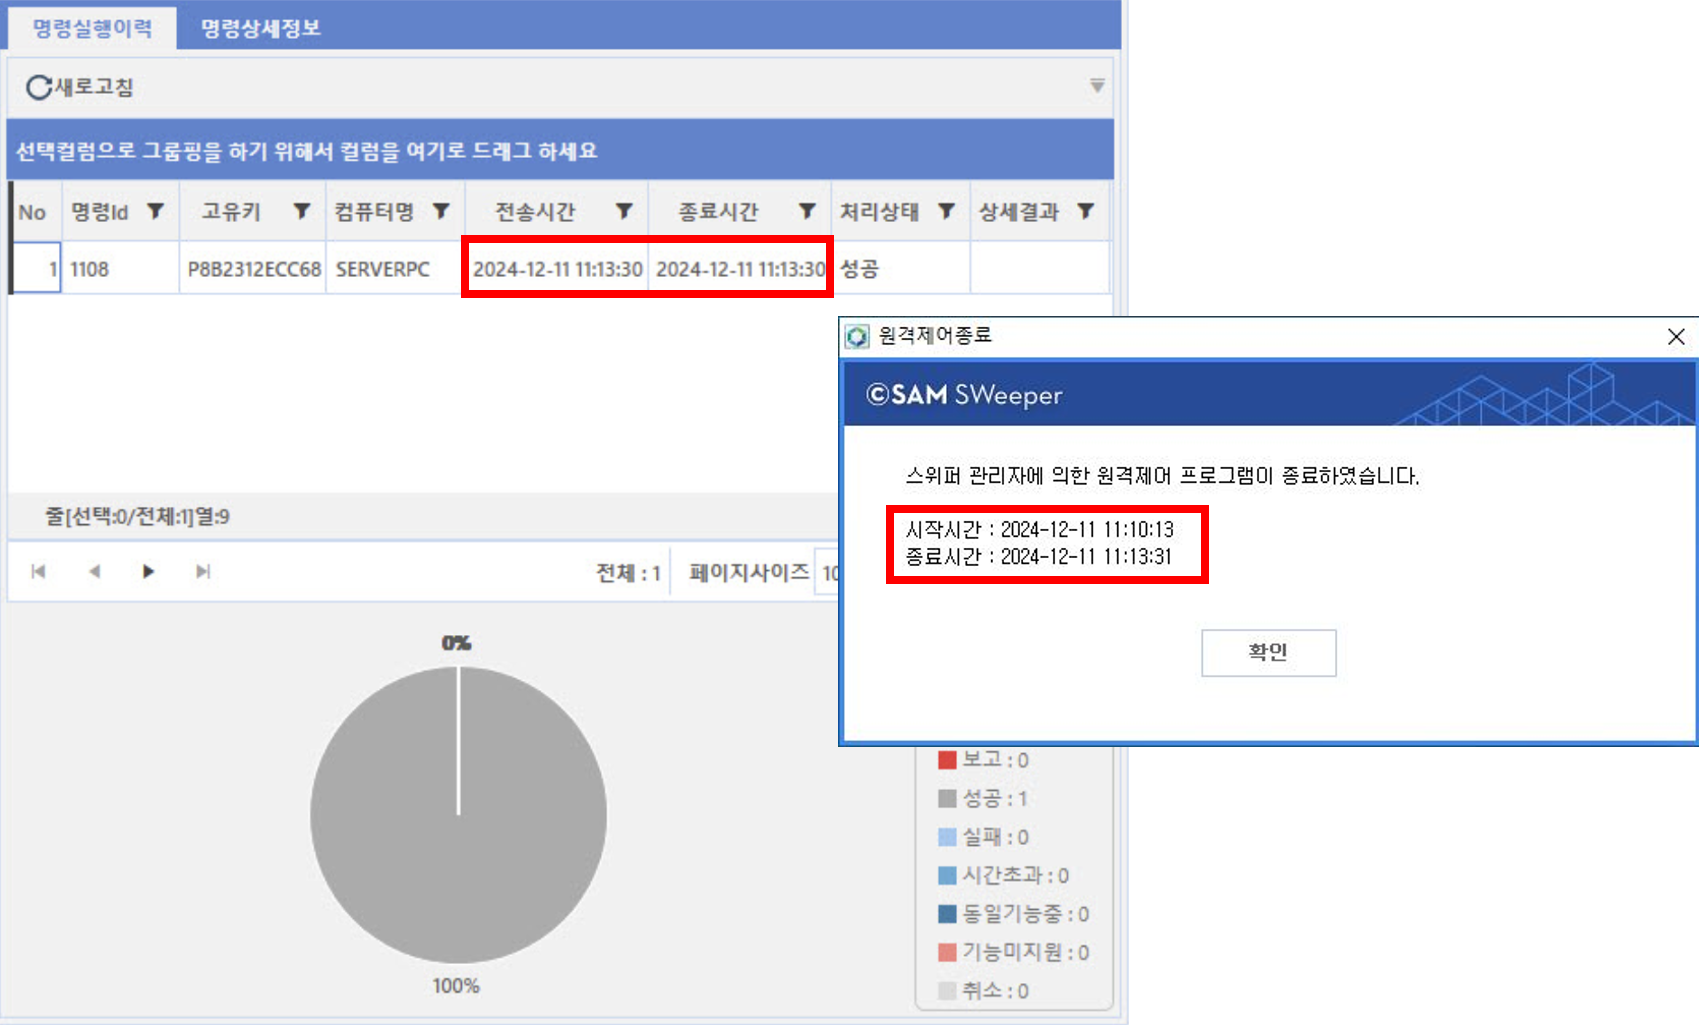 명령실행이력 명령상세정보
새로고침
선택컬럼으로 그룹핑을 하기 위해서 컬럼을 여기로 드래그 하세요
No 명령Id 고유키 컴퓨터명 전송시간 종료시간 처리상태 상세결과
1 1108 P8B2312ECC68 SERVERPC 2024-12-11 11:13:30 2024-12-11 11:13:30 성공
줄[선택:0/전체:1]열:9
전체 : 1 페이지사이즈 10
0%
100%
원격제어종료
©SAM SWeeper
스위퍼 관리자에 의한 원격제어 프로그램이 종료하였습니다.
시작시간 : 2024-12-11 11:10:13
종료시간 : 2024-12-11 11:13:31
확인
보고 : 0
성공 : 1
실패 : 0
시간초과 : 0
동일기능중 : 0
기능미지원 : 0
취소 : 0